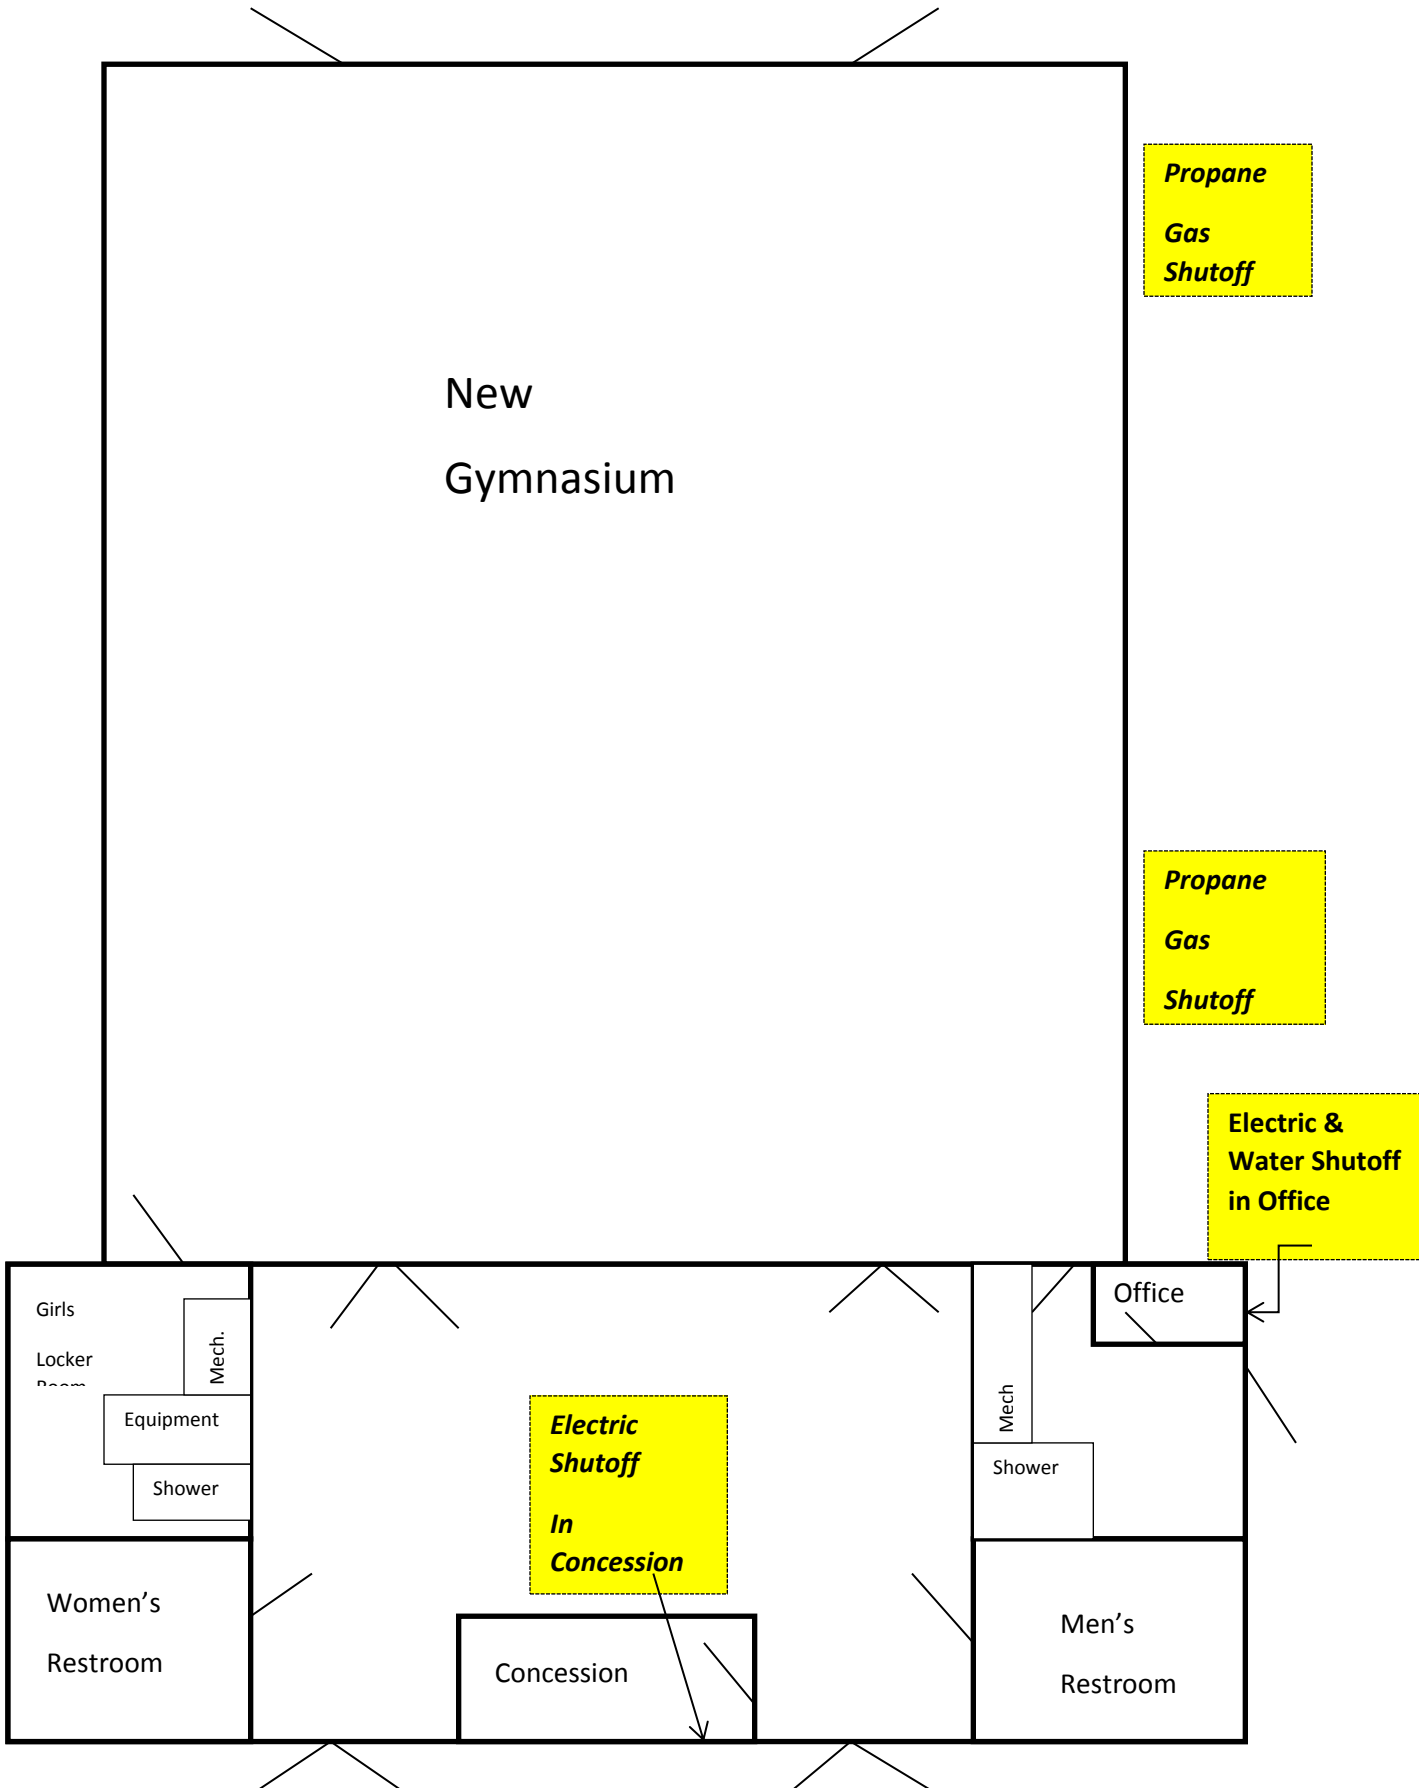 Propane
Gas
Shutoff
New
Gymnasium
Propane
Gas
Shutoff
Electric &
Water Shutoff
in Office
Office
Girls
Locker
Room
Mech.
Equipment
Shower
Electric
Shutoff
In
Concession
Mech
Shower
Women’s
Restroom
Concession
Men’s
Restroom